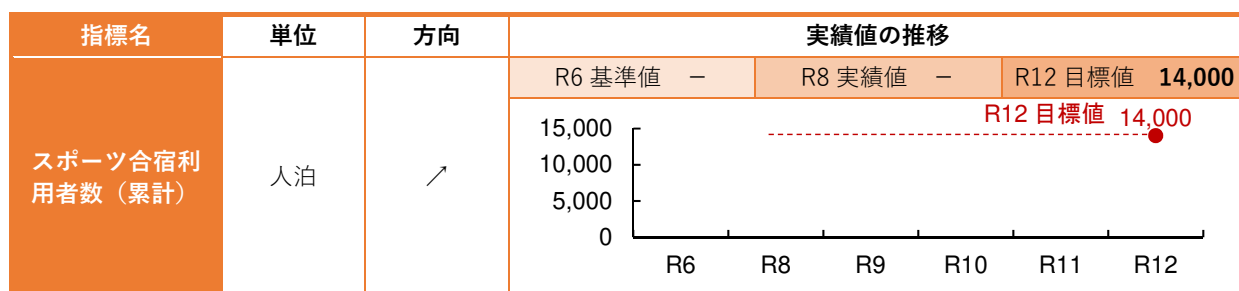 指標名 単位 方向 実績値の推移
R6 基準値 － R8 実績値 － R12 目標値 14,000
スポーツ合宿利
用者数（累計）
人泊
↗
R12 目標値 14,000
15,000
10,000
5,000
0
R6 R8 R9 R10 R11 R12